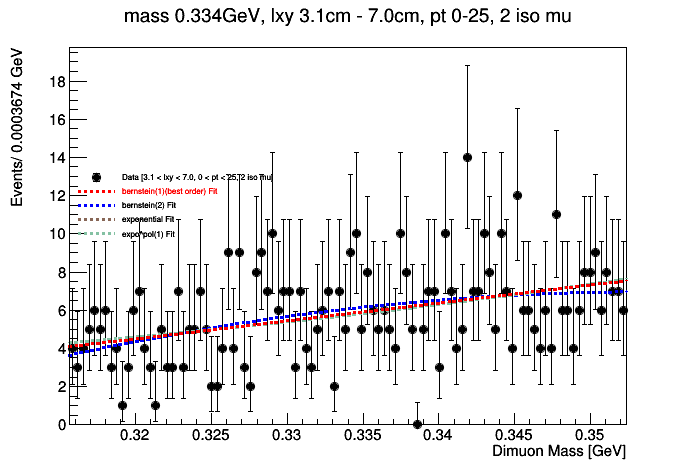 mass 0.334GeV, lxy 3.1cm - 7.0cm, pt 0-25, 2 iso mu
Events/ 0.0003674 GeV
18
16
14
12
10
8
6
4
2
0
Data [3.1 < lxy < 7.0, 0 < pt < 25, 2 iso mu]
bernstein(1)(best order) Fit
bernstein(2) Fit
exponential Fit
expo*pol(1) Fit
0.32 0.325 0.33 0.335 0.34 0.345 0.35
Dimuon Mass [GeV]